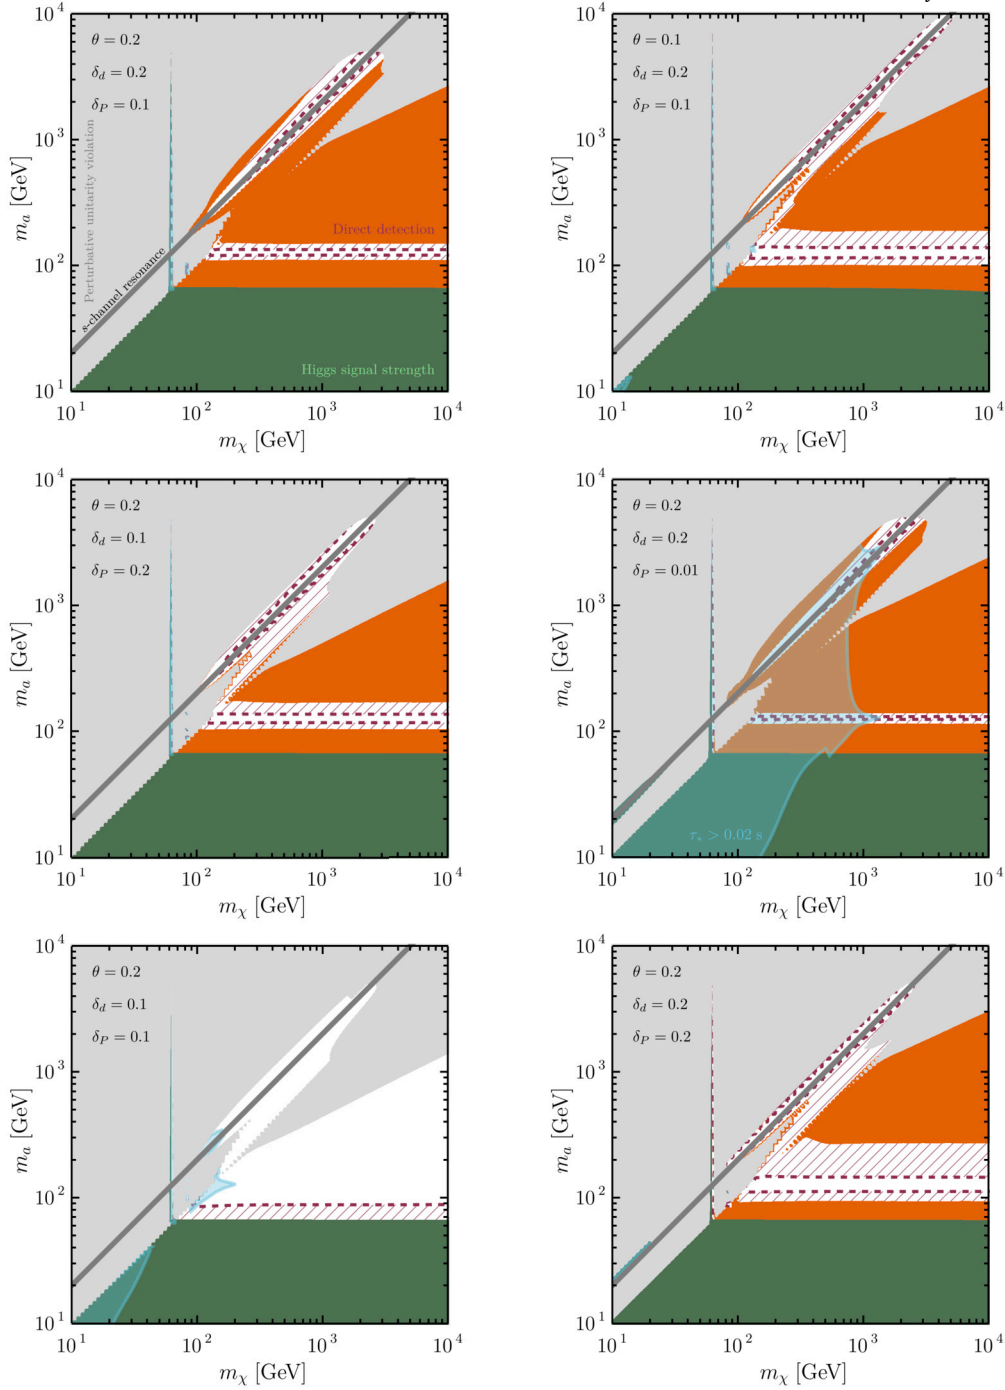 θ = 0.2
δ_d = 0.2
δ_P = 0.1
Perturbative unitarity violation
s-channel resonance
Direct detection
Higgs signal strength
m_a [GeV]
10^4
10^3
10^2
10^1
10^1 10^2 10^3 10^4
m_χ [GeV]
θ = 0.1
δ_d = 0.2
δ_P = 0.1
m_a [GeV]
10^4
10^3
10^2
10^1
10^1 10^2 10^3 10^4
m_χ [GeV]
θ = 0.2
δ_d = 0.1
δ_P = 0.2
m_a [GeV]
10^4
10^3
10^2
10^1
10^1 10^2 10^3 10^4
m_χ [GeV]
θ = 0.2
δ_d = 0.2
δ_P = 0.01
τ_* > 0.02 s
m_a [GeV]
10^4
10^3
10^2
10^1
10^1 10^2 10^3 10^4
m_χ [GeV]
θ = 0.2
δ_d = 0.1
δ_P = 0.1
m_a [GeV]
10^4
10^3
10^2
10^1
10^1 10^2 10^3 10^4
m_χ [GeV]
θ = 0.2
δ_d = 0.2
δ_P = 0.2
m_a [GeV]
10^4
10^3
10^2
10^1
10^1 10^2 10^3 10^4
m_χ [GeV]